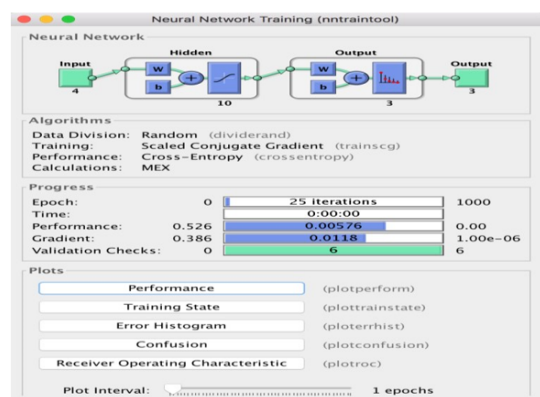 Neural Network Training (nntraintool)
Neural Network
Hidden Output
Input Output
W W
b b
4 10 3 3
Algorithms
Data Division: Random (dividerand)
Training: Scaled Conjugate Gradient (trainscg)
Performance: Cross-Entropy (crossentropy)
Calculations: MEX
Progress
Epoch: 0 25 iterations 1000
Time: 0:00:00
Performance: 0.526 0.00576 0.00
Gradient: 0.386 0.0118 1.00e-06
Validation Checks: 0 6 6
Plots
Performance (plotperform)
Training State (plottrainstate)
Error Histogram (ploterrhist)
Confusion (plotconfusion)
Receiver Operating Characteristic (plotroc)
Plot Interval: 1 epochs